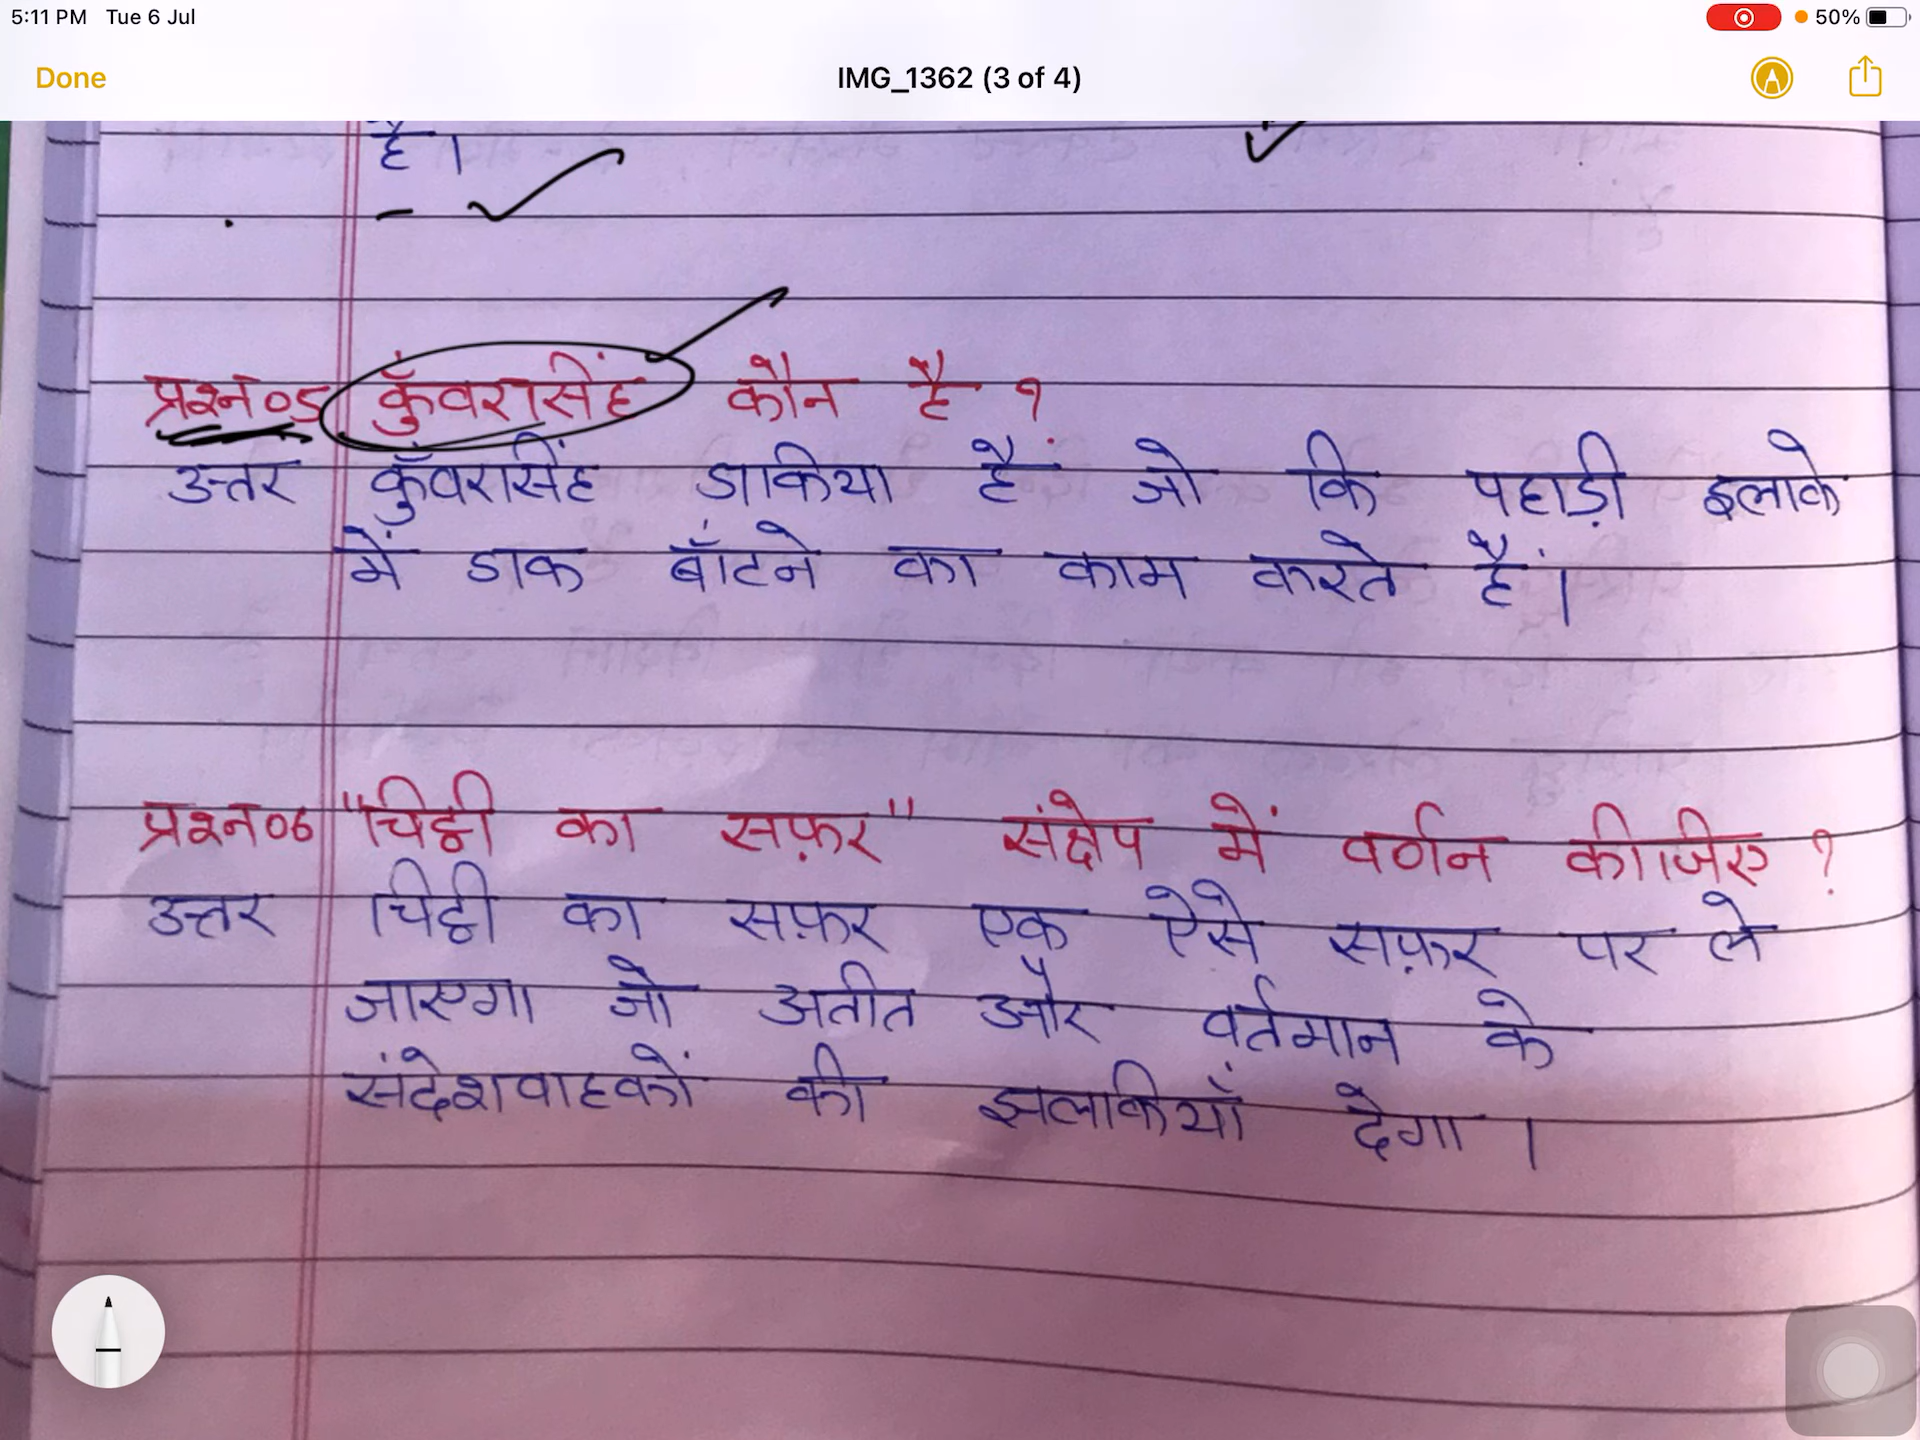 5:11 PM Tue 6 Jul
50%
Done
IMG_1362 (3 of 4)
है।
प्रश्न०5 कुँवरसिंह कौन है ?
उत्तर कुँवरसिंह डाकिया हैं जो कि पहाड़ी इलाके
में डाक बाँटने का काम करते हैं।
प्रश्न०6 "चिट्ठी का सफ़र" संक्षेप में वर्णन कीजिए ?
उत्तर चिट्ठी का सफ़र एक ऐसे सफ़र पर ले
जाएगा जो अतीत और वर्तमान के
संदेशवाहकों की झलकियाँ देगा।